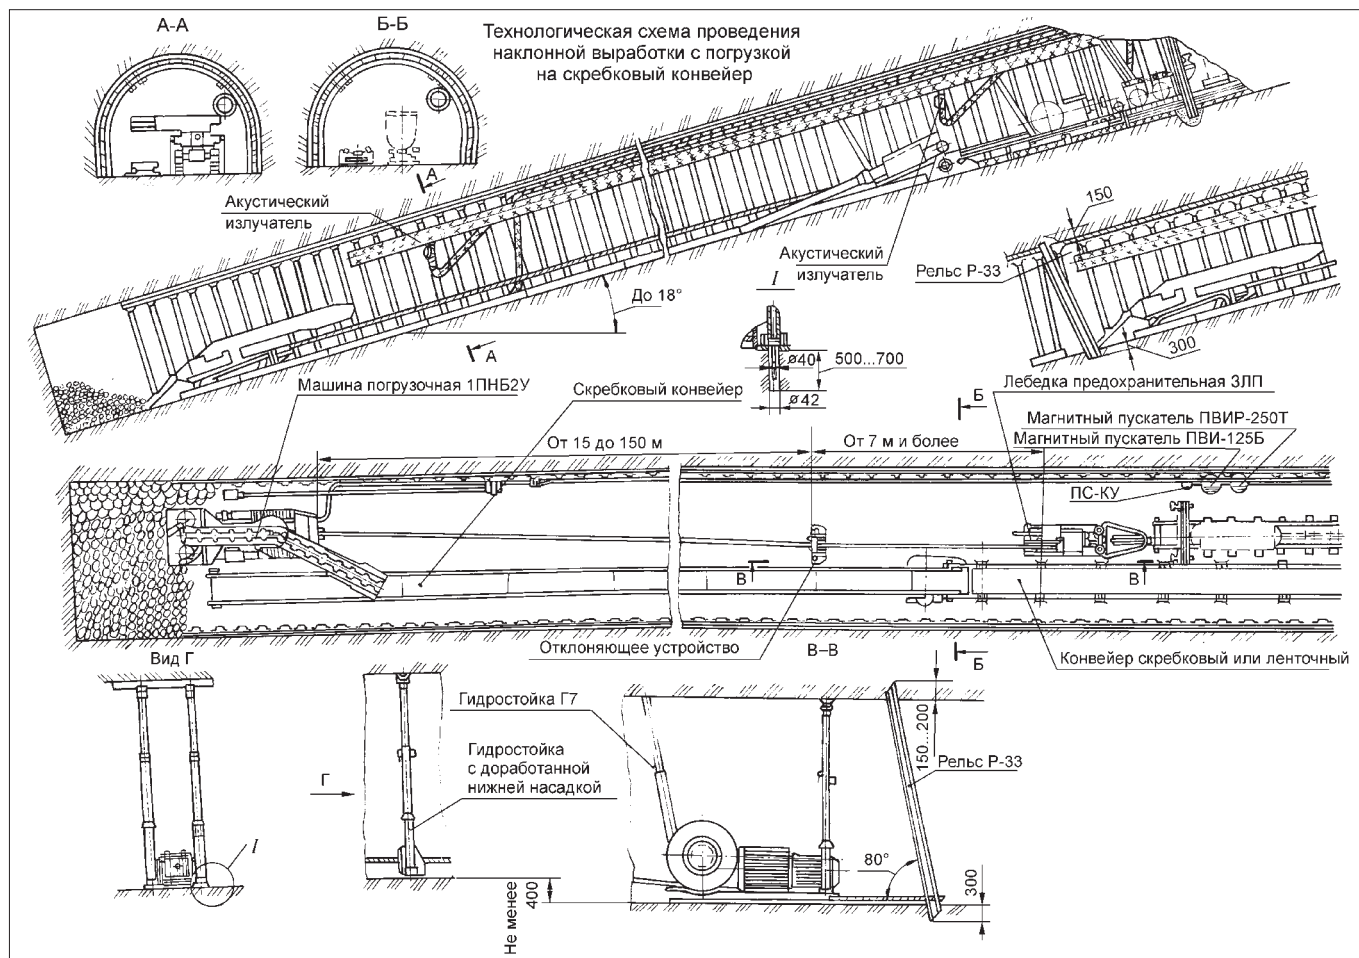 А-А
Б-Б
Технологическая схема проведения
наклонной выработки с погрузкой
на скребковый конвейер
А
Акустический
излучатель
150
Акустический
излучатель
Рельс Р-33
I
До 18°
А
300
ø40
500...700
ø42
Машина погрузочная 1ПНБ2У
Скребковый конвейер
Лебедка предохранительная ЗЛП
Б
Магнитный пускатель ПВИР-250Т
Магнитный пускатель ПВИ-125Б
От 15 до 150 м
От 7 м и более
ПС-КУ
В
В
Отклоняющее устройство
В–В
Б
Конвейер скребковый или ленточный
Вид Г
Гидростойка Г7
150...200
Гидростойка
с доработанной
нижней насадкой
Рельс Р-33
Г
I
80°
300
Не менее
400